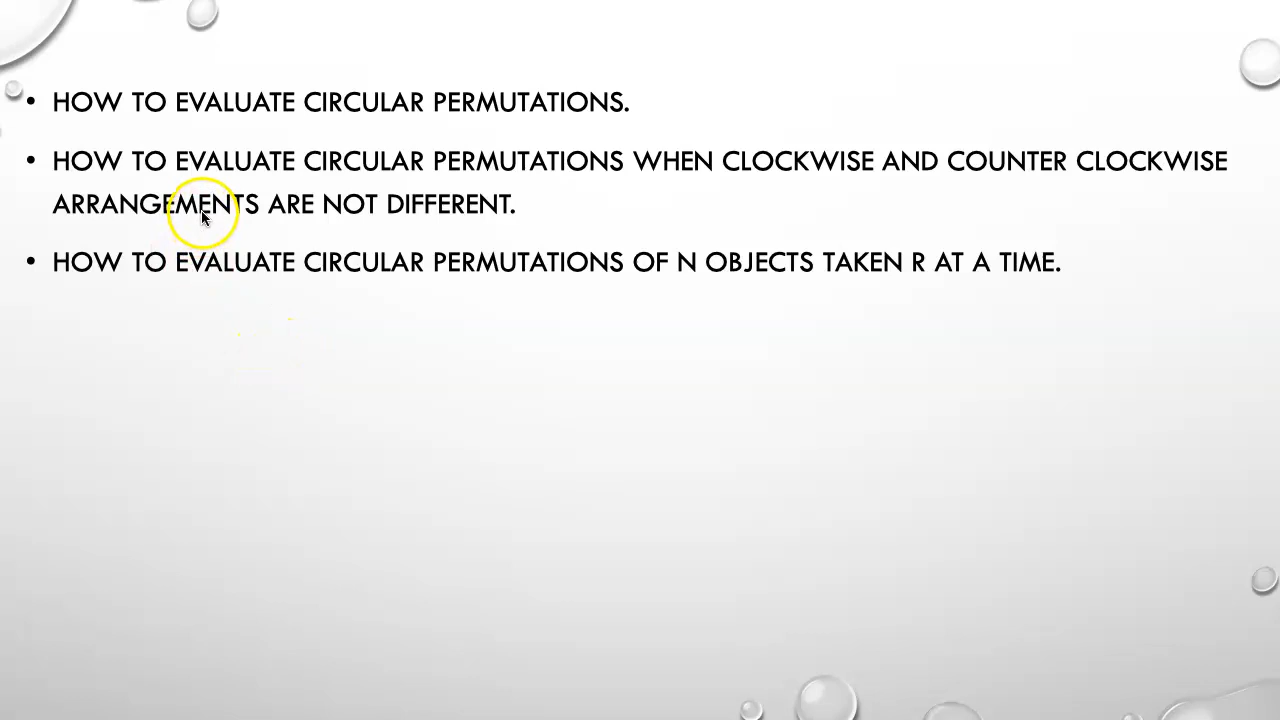 • HOW TO EVALUATE CIRCULAR PERMUTATIONS.
• HOW TO EVALUATE CIRCULAR PERMUTATIONS WHEN CLOCKWISE AND COUNTER CLOCKWISE
ARRANGEMENTS ARE NOT DIFFERENT.
• HOW TO EVALUATE CIRCULAR PERMUTATIONS OF N OBJECTS TAKEN R AT A TIME.